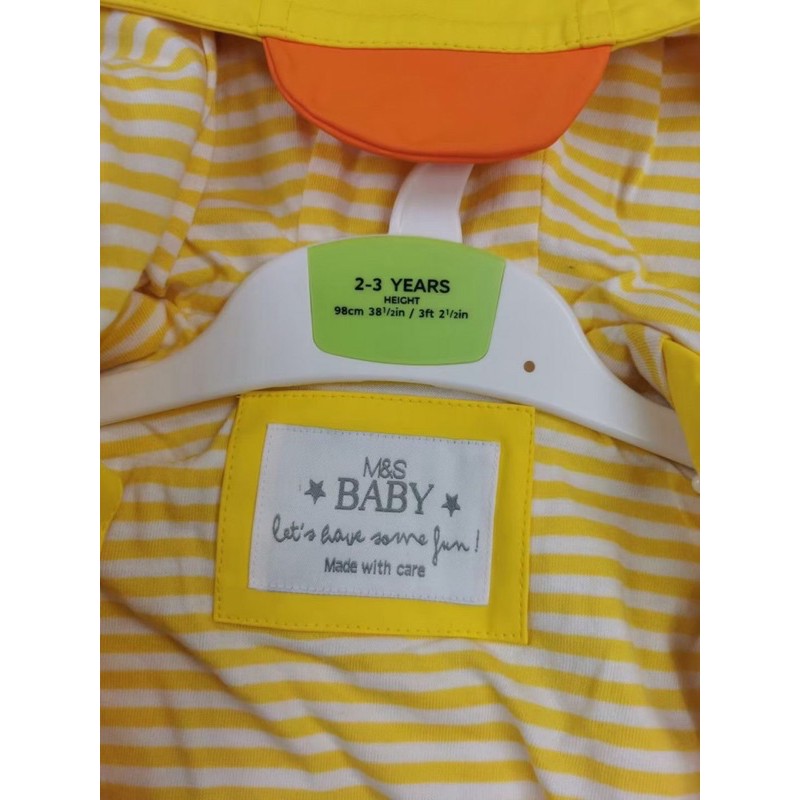 2-3 YEARS
HEIGHT
98cm 38½in / 3ft 2½in
M&S
BABY
let's have some fun!
Made with care